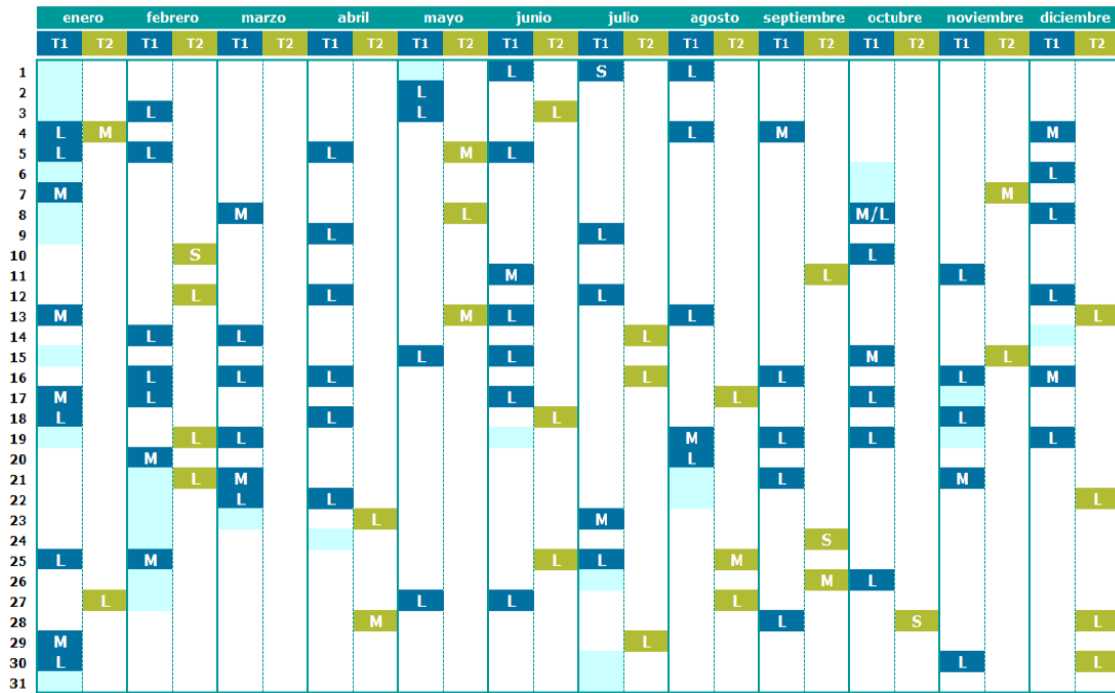 enero febrero marzo abril mayo junio julio agosto septiembre octubre noviembre diciembre
T1 T2 T1 T2 T1 T2 T1 T2 T1 T2 T1 T2 T1 T2 T1 T2 T1 T2 T1 T2 T1 T2 T1 T2
1 L S L
2 L
3 L L L
4 L M L M M
5 L L L M L
6 L
7 M M
8 M L M/L L
9 L L
10 S L
11 M L L
12 L L L L
13 M M L L L
14 L L L
15 L L M L
16 L L L L L L M
17 M L L L L
18 L L L L
19 L L M L L L
20 M L
21 L M L M
22 L L L
23 L M
24 S
25 L M L L M
26 M L
27 L L L L
28 M L S L
29 M L
30 L L L
31